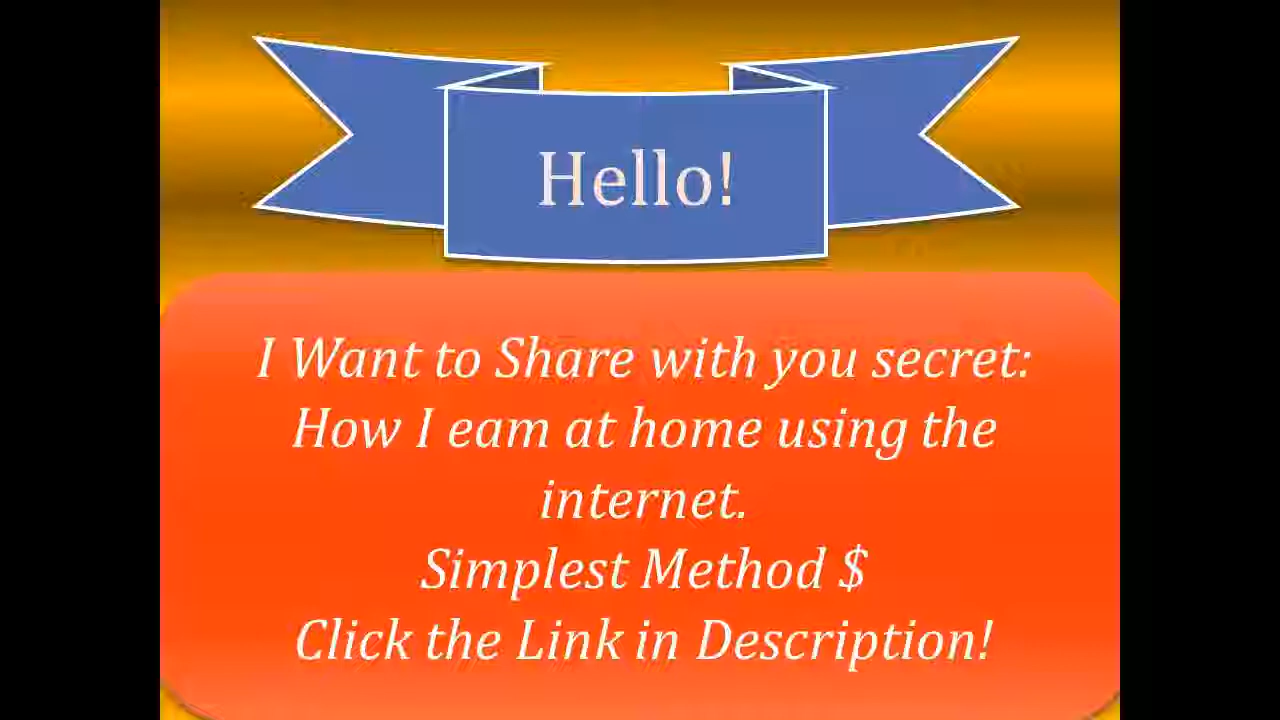 Hello!
I Want to Share with you secret:
How I eam at home using the
internet.
Simplest Method $
Click the Link in Description!